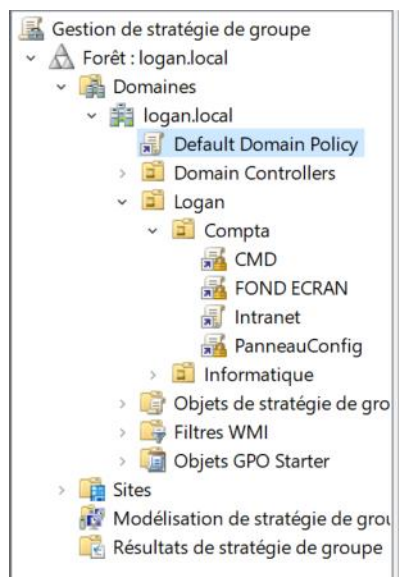 Gestion de stratégie de groupe
Forêt : logan.local
Domaines
logan.local
Default Domain Policy
Domain Controllers
Logan
Compta
CMD
FOND ECRAN
Intranet
PanneauConfig
Informatique
Objets de stratégie de gro
Filtres WMI
Objets GPO Starter
Sites
Modélisation de stratégie de grou
Résultats de stratégie de groupe